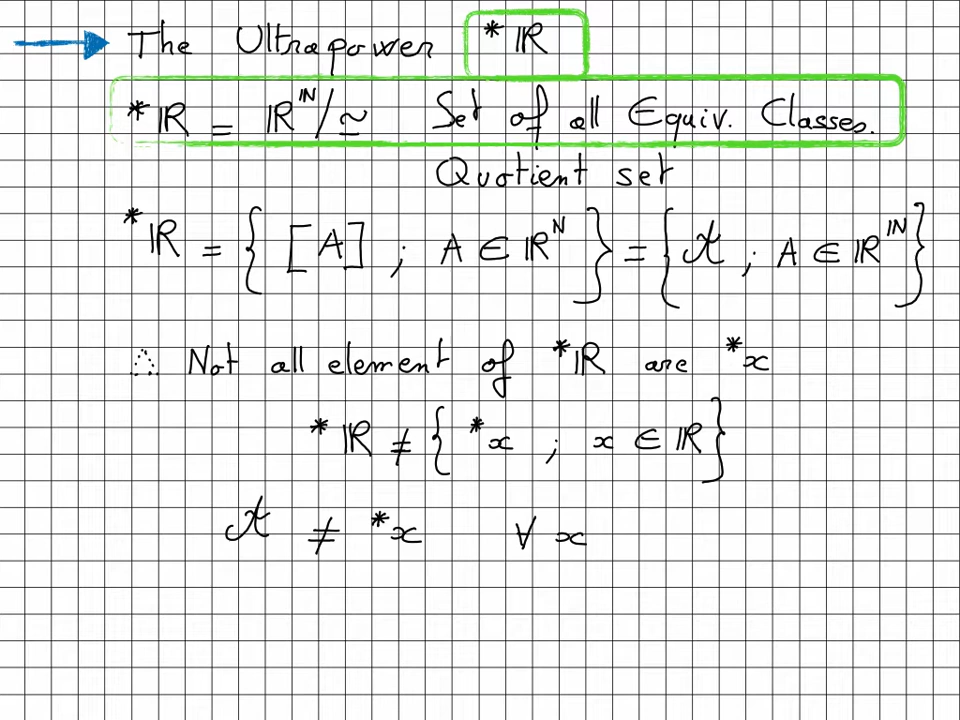 The Ultrapower *ℝ
*ℝ = ℝ^ℕ/≃ Set of all Equiv. Classes.
Quotient set
*ℝ = { [A] ; A ∈ ℝ^ℕ } = { 𝒜 ; A ∈ ℝ^ℕ }
∴ Not all element of *ℝ are *x
*ℝ ≠ { *x ; x ∈ ℝ }
𝒜 ≠ *x ∀ x